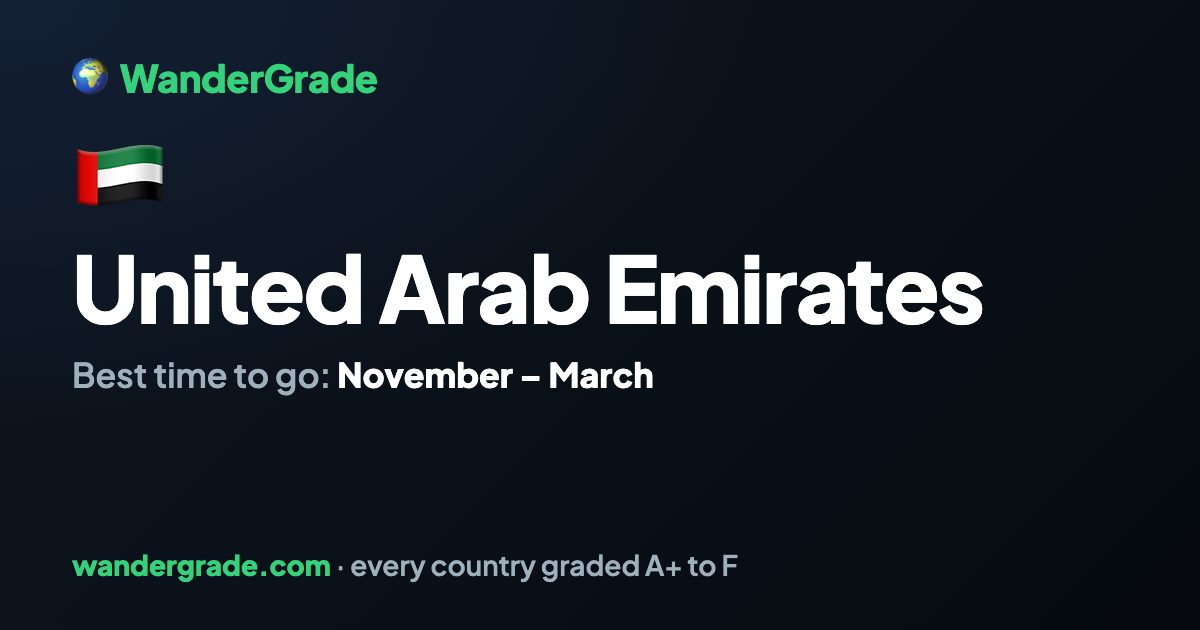 WanderGrade
United Arab Emirates
Best time to go: November – March
wandergrade.com · every country graded A+ to F